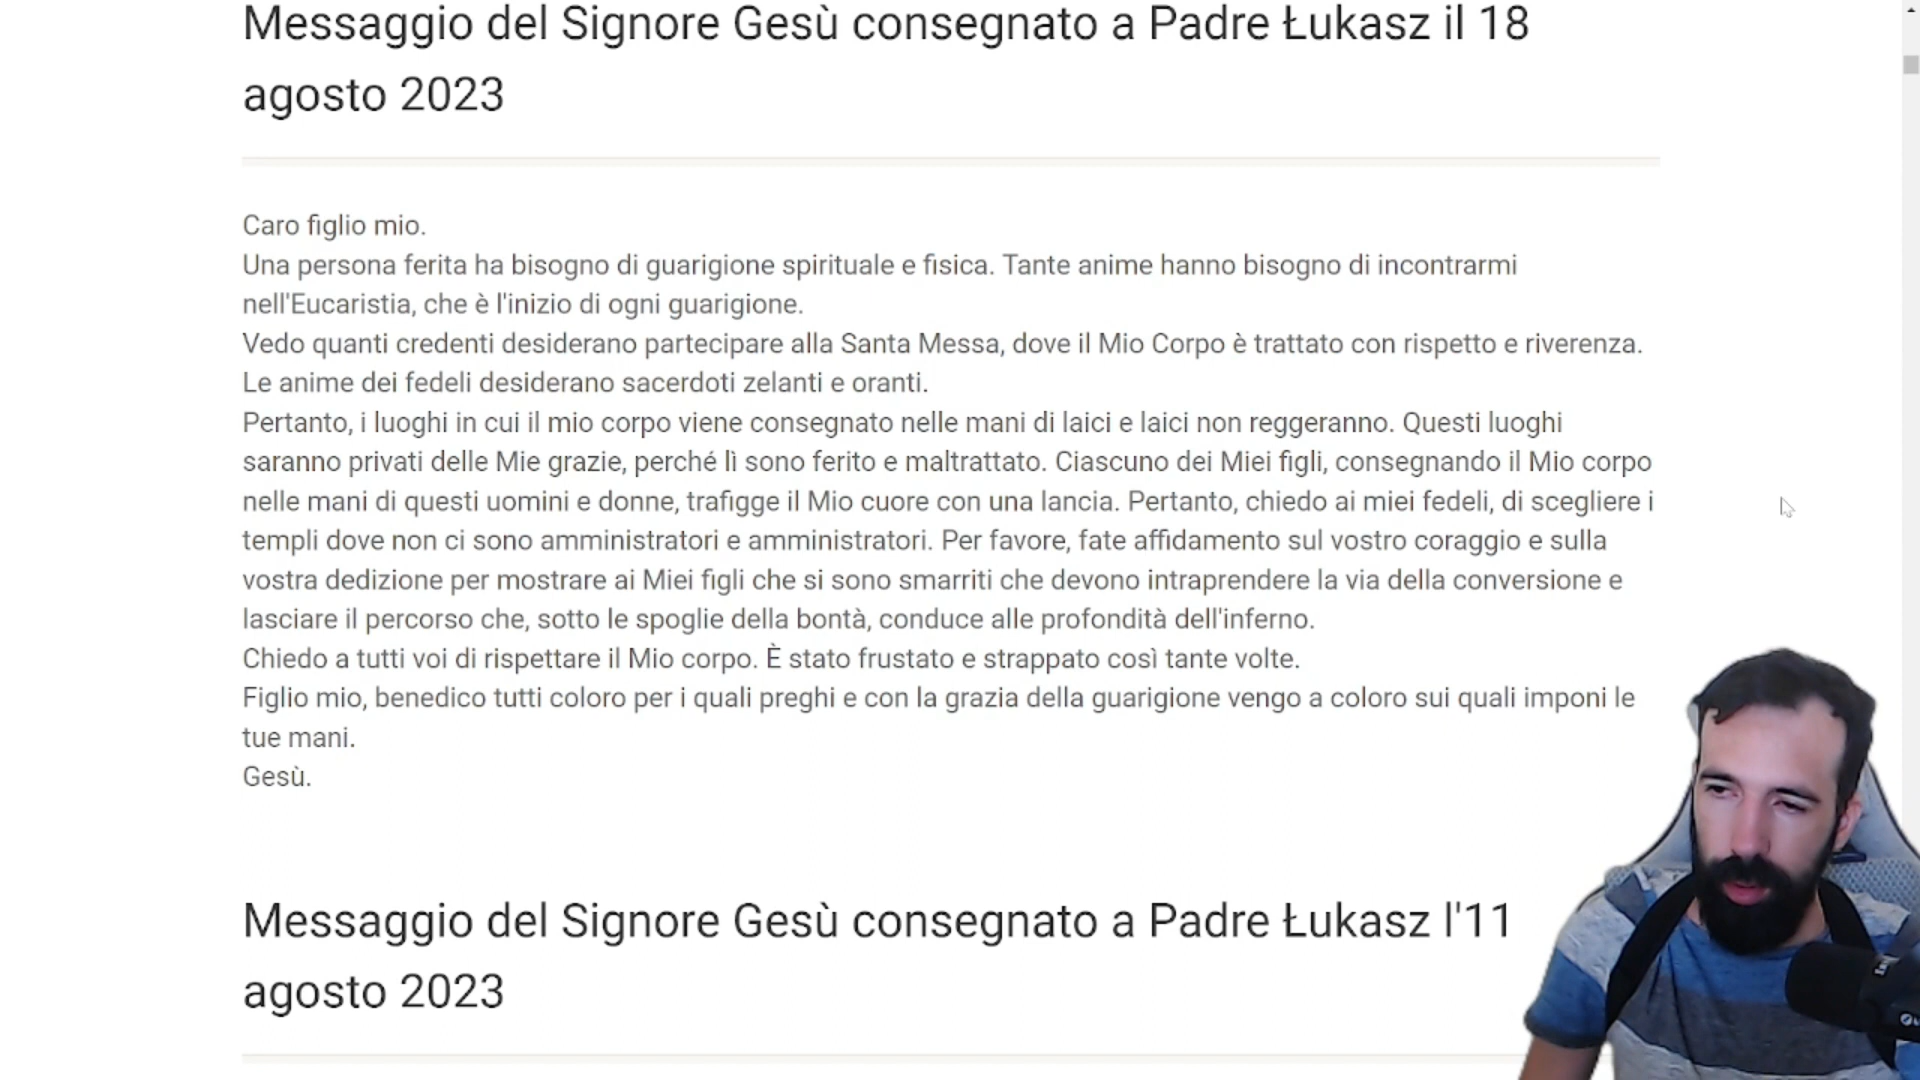 Messaggio del Signore Gesù consegnato a Padre Łukasz il 18
agosto 2023
Caro figlio mio.
Una persona ferita ha bisogno di guarigione spirituale e fisica. Tante anime hanno bisogno di incontrarmi
nell'Eucaristia, che è l'inizio di ogni guarigione.
Vedo quanti credenti desiderano partecipare alla Santa Messa, dove il Mio Corpo è trattato con rispetto e riverenza.
Le anime dei fedeli desiderano sacerdoti zelanti e oranti.
Pertanto, i luoghi in cui il mio corpo viene consegnato nelle mani di laici e laici non reggeranno. Questi luoghi
saranno privati delle Mie grazie, perché lì sono ferito e maltrattato. Ciascuno dei Miei figli, consegnando il Mio corpo
nelle mani di questi uomini e donne, trafigge il Mio cuore con una lancia. Pertanto, chiedo ai miei fedeli, di scegliere i
templi dove non ci sono amministratori e amministratori. Per favore, fate affidamento sul vostro coraggio e sulla
vostra dedizione per mostrare ai Miei figli che si sono smarriti che devono intraprendere la via della conversione e
lasciare il percorso che, sotto le spoglie della bontà, conduce alle profondità dell'inferno.
Chiedo a tutti voi di rispettare il Mio corpo. È stato frustato e strappato così tante volte.
Figlio mio, benedico tutti coloro per i quali preghi e con la grazia della guarigione vengo a coloro sui quali imponi le
tue mani.
Gesù.
Messaggio del Signore Gesù consegnato a Padre Łukasz l'11
agosto 2023